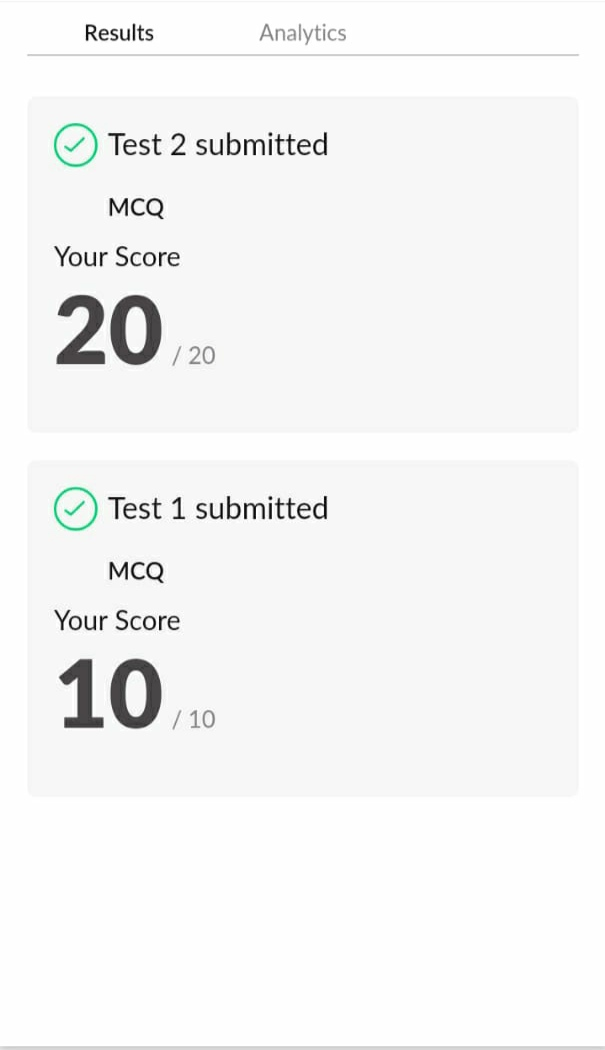 Results Analytics
Test 2 submitted
MCQ
Your Score
20 / 20
Test 1 submitted
MCQ
Your Score
10 / 10